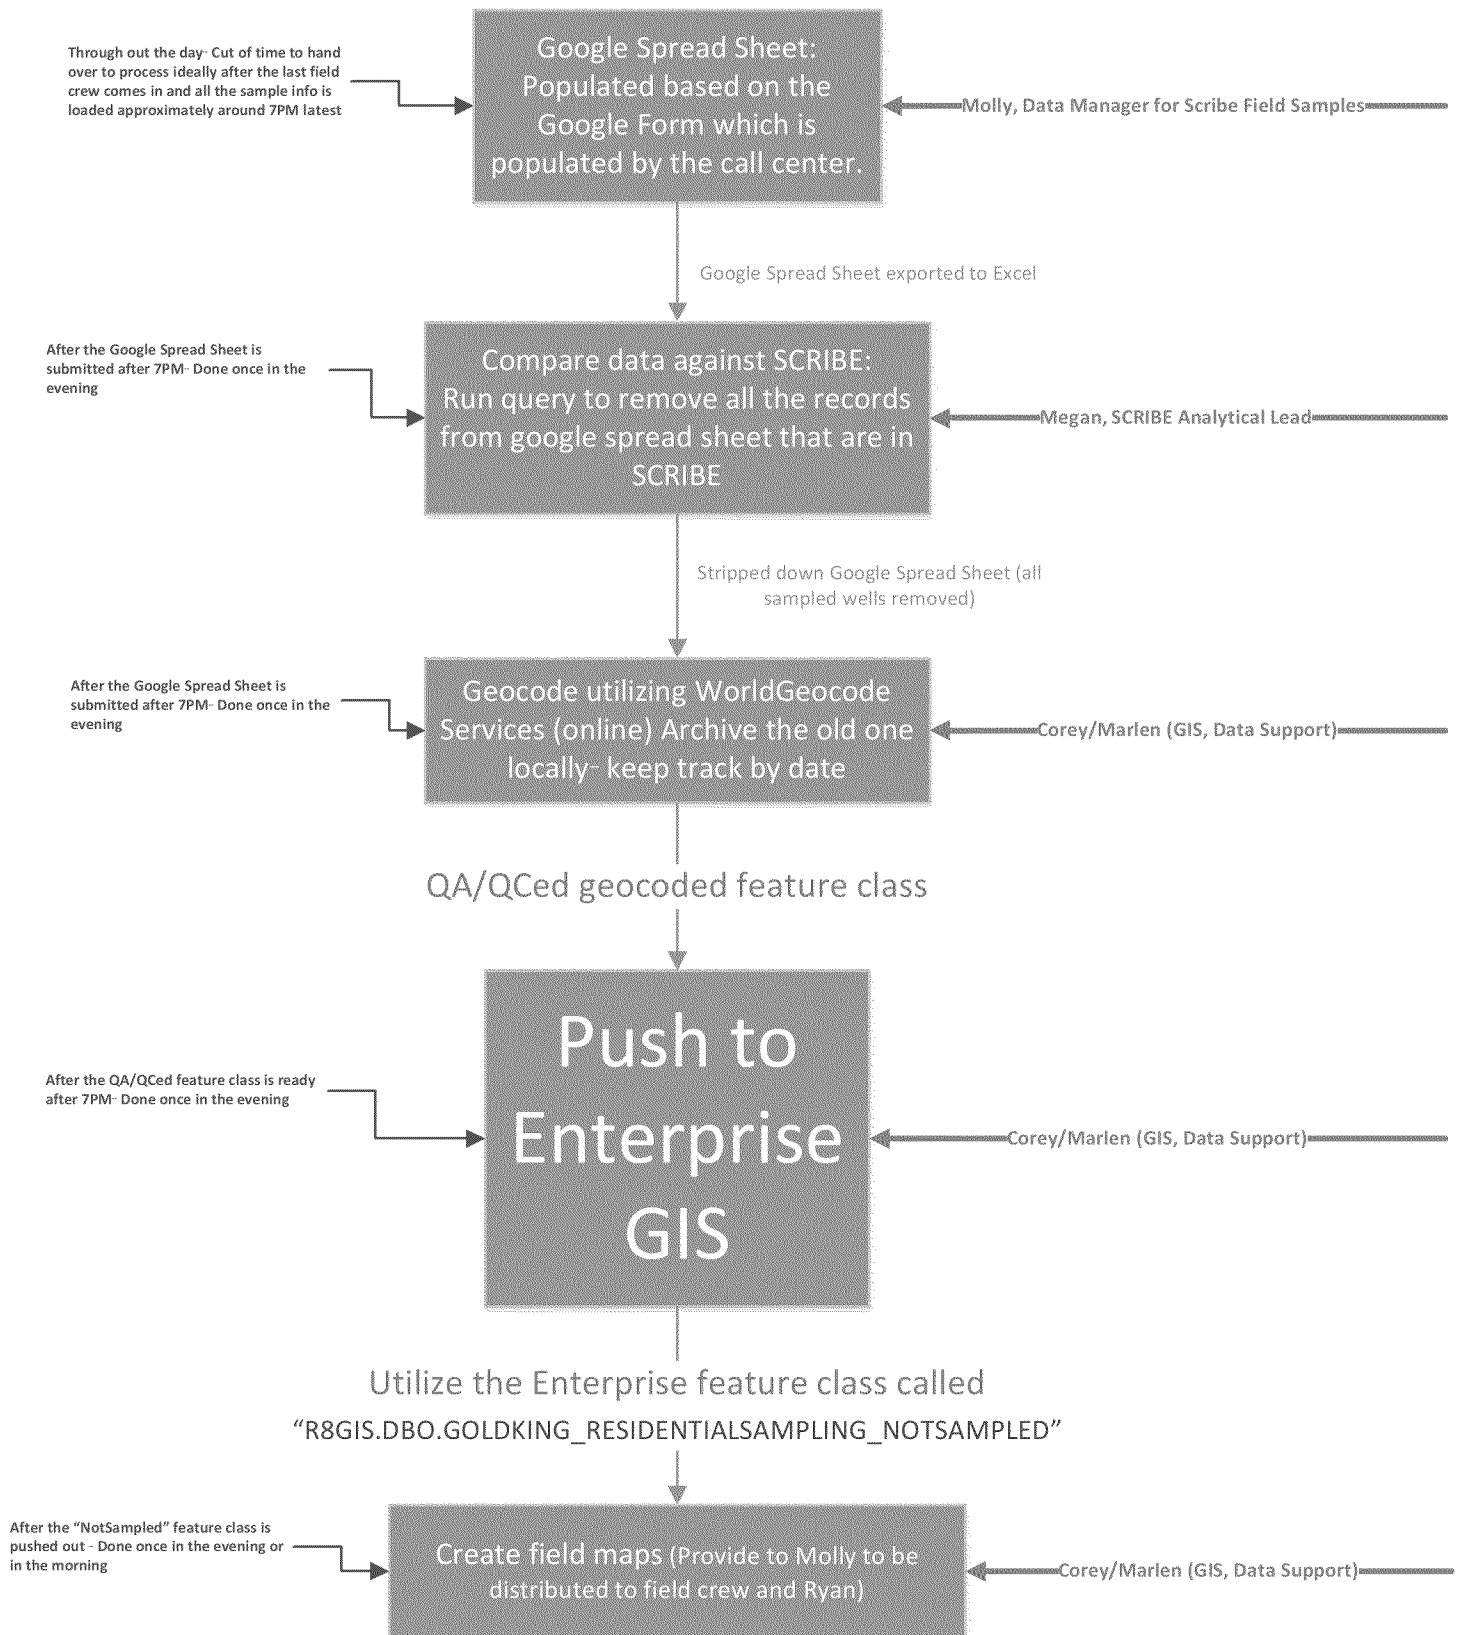 Through out the day- Cut of time to hand
over to process ideally after the last field
crew comes in and all the sample info is
loaded approximately around 7PM latest
Google Spread Sheet:
Populated based on the
Google Form which is
populated by the call center.
Molly, Data Manager for Scribe Field Samples
Google Spread Sheet exported to Excel
After the Google Spread Sheet is
submitted after 7PM- Done once in the
evening
Compare data against SCRIBE:
Run query to remove all the records
from google spread sheet that are in
SCRIBE
Megan, SCRIBE Analytical Lead
Stripped down Google Spread Sheet (all
sampled wells removed)
After the Google Spread Sheet is
submitted after 7PM- Done once in the
evening
Geocode utilizing WorldGeocode
Services (online) Archive the old one
locally- keep track by date
Corey/Marlen (GIS, Data Support)
QA/QCed geocoded feature class
After the QA/QCed feature class is ready
after 7PM- Done once in the evening
Push to
Enterprise
GIS
Corey/Marlen (GIS, Data Support)
Utilize the Enterprise feature class called
“R8GIS.DBO.GOLDKING_RESIDENTIALSAMPLING_NOTSAMPLED”
After the “NotSampled” feature class is
pushed out - Done once in the evening or
in the morning
Create field maps (Provide to Molly to be
distributed to field crew and Ryan)
Corey/Marlen (GIS, Data Support)